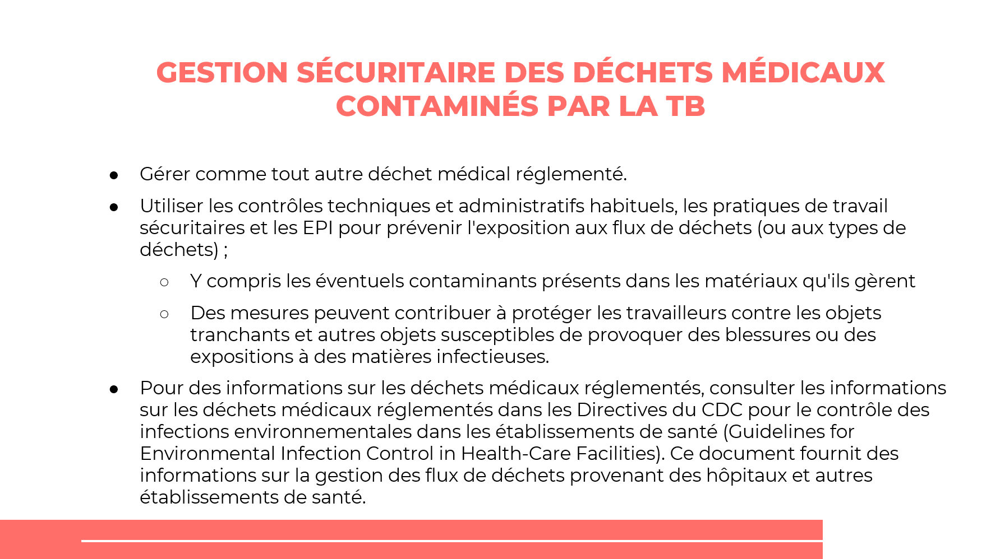 GESTION SÉCURITAIRE DES DÉCHETS MÉDICAUX
CONTAMINÉS PAR LA TB
● Gérer comme tout autre déchet médical réglementé.
● Utiliser les contrôles techniques et administratifs habituels, les pratiques de travail
sécuritaires et les EPI pour prévenir l'exposition aux flux de déchets (ou aux types de
déchets) ;
○ Y compris les éventuels contaminants présents dans les matériaux qu'ils gèrent
○ Des mesures peuvent contribuer à protéger les travailleurs contre les objets
tranchants et autres objets susceptibles de provoquer des blessures ou des
expositions à des matières infectieuses.
● Pour des informations sur les déchets médicaux réglementés, consulter les informations
sur les déchets médicaux réglementés dans les Directives du CDC pour le contrôle des
infections environnementales dans les établissements de santé (Guidelines for
Environmental Infection Control in Health-Care Facilities). Ce document fournit des
informations sur la gestion des flux de déchets provenant des hôpitaux et autres
établissements de santé.